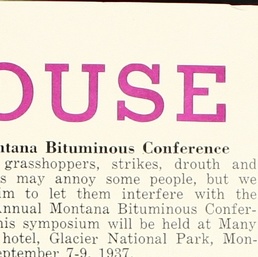 OUSE
ntana Bituminous Conference
grasshoppers, strikes, drouth and
s may annoy some people, but we
im to let them interfere with the
Annual Montana Bituminous Confer-
his symposium will be held at Many
hotel, Glacier National Park, Mon-
eptember 7-9, 1937.